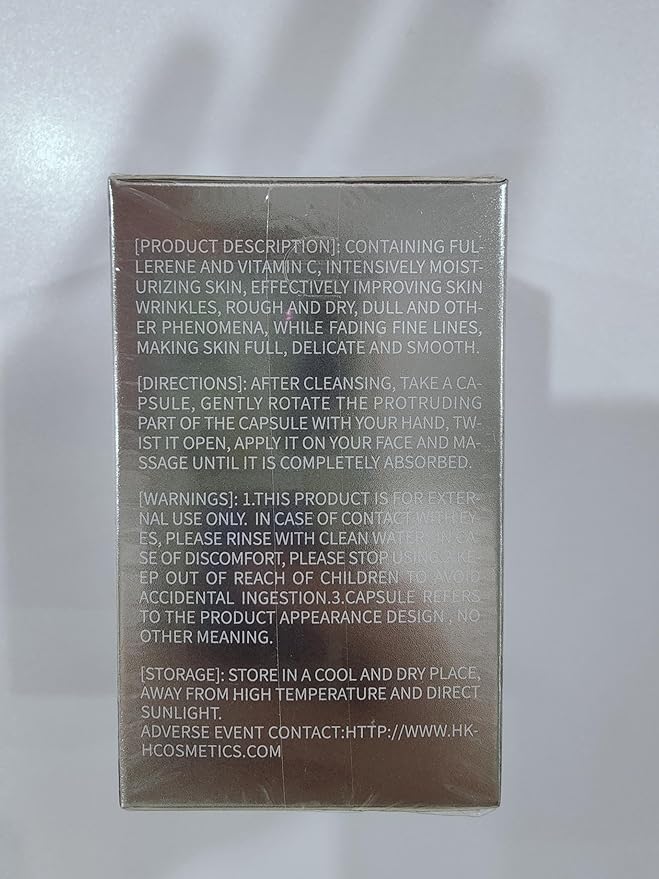 [PRODUCT DESCRIPTION]: CONTAINING FUL-
LERENE AND VITAMIN C, INTENSIVELY MOIST-
URIZING SKIN, EFFECTIVELY IMPROVING SKIN
WRINKLES, ROUGH AND DRY, DULL AND OTH-
ER PHENOMENA, WHILE FADING FINE LINES,
MAKING SKIN FULL, DELICATE AND SMOOTH.
[DIRECTIONS]: AFTER CLEANSING, TAKE A CA-
PSULE, GENTLY ROTATE THE PROTRUDING
PART OF THE CAPSULE WITH YOUR HAND, TW-
IST IT OPEN, APPLY IT ON YOUR FACE AND MA-
SSAGE UNTIL IT IS COMPLETELY ABSORBED.
[WARNINGS]: 1.THIS PRODUCT IS FOR EXTER-
NAL USE ONLY. IN CASE OF CONTACT WITH EY-
ES, PLEASE RINSE WITH CLEAN WATER. IN CA-
SE OF DISCOMFORT, PLEASE STOP USING.2.KE-
EP OUT OF REACH OF CHILDREN TO AVOID
ACCIDENTAL INGESTION.3.CAPSULE REFERS
TO THE PRODUCT APPEARANCE DESIGN , NO
OTHER MEANING.
[STORAGE]: STORE IN A COOL AND DRY PLACE,
AWAY FROM HIGH TEMPERATURE AND DIRECT
SUNLIGHT.
ADVERSE EVENT CONTACT:HTTP://WWW.HK-
HCOSMETICS.COM